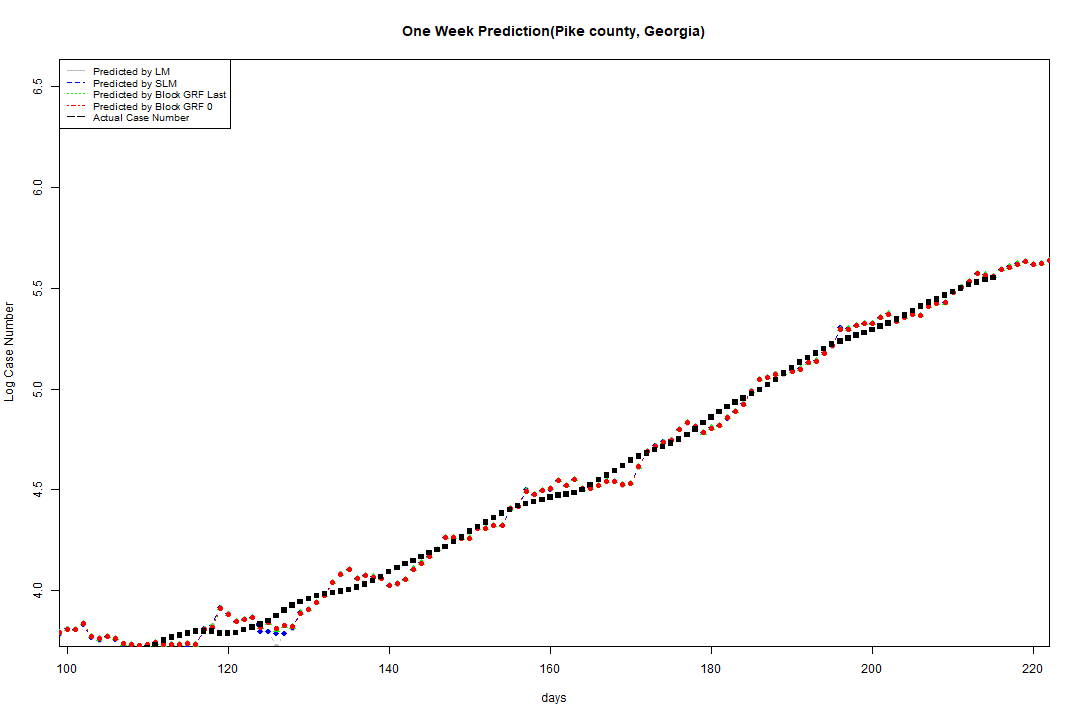 One Week Prediction(Pike county, Georgia)
Predicted by LM
Predicted by SLM
Predicted by Block GRF Last
Predicted by Block GRF 0
Actual Case Number
6.5
6.0
5.5
5.0
4.5
4.0
Log Case Number
100 120 140 160 180 200 220
days